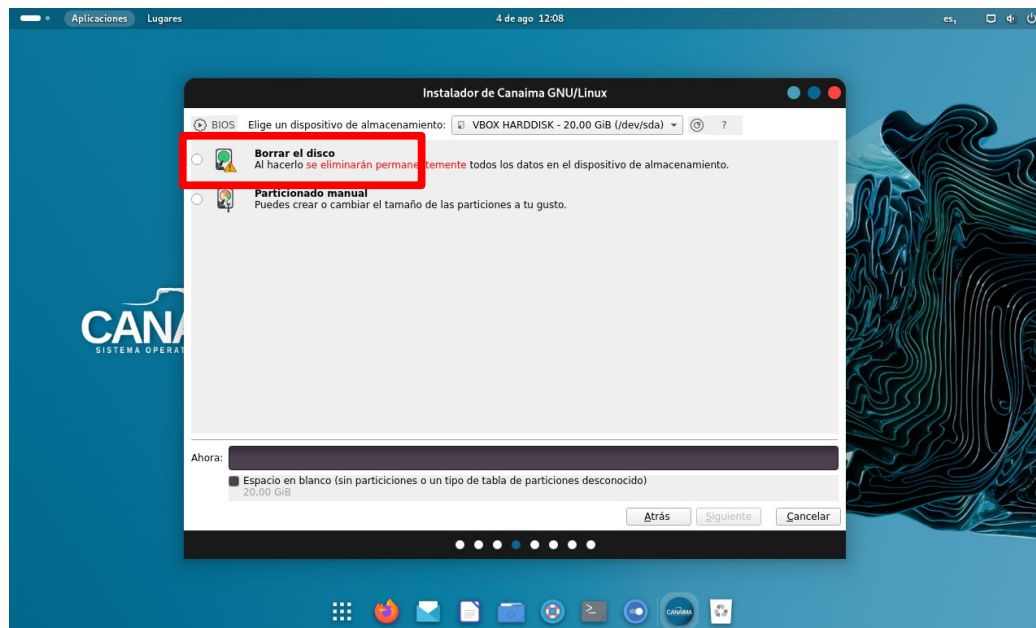 Aplicaciones Lugares 4 de ago 12:08 es₁
Instalador de Canaima GNU/Linux
BIOS Elige un dispositivo de almacenamiento: VBOX HARDDISK - 20,00 GiB (/dev/sda) ?
Borrar el disco
Al hacerlo se eliminarán permanentemente todos los datos en el dispositivo de almacenamiento.
Particionado manual
Puedes crear o cambiar el tamaño de las particiones a tu gusto.
CANA
SISTEMA OPERAT
Ahora:
Espacio en blanco (sin particiciones o un tipo de tabla de particiones desconocido)
20,00 GiB
Atrás Siguiente Cancelar
CANAIMA